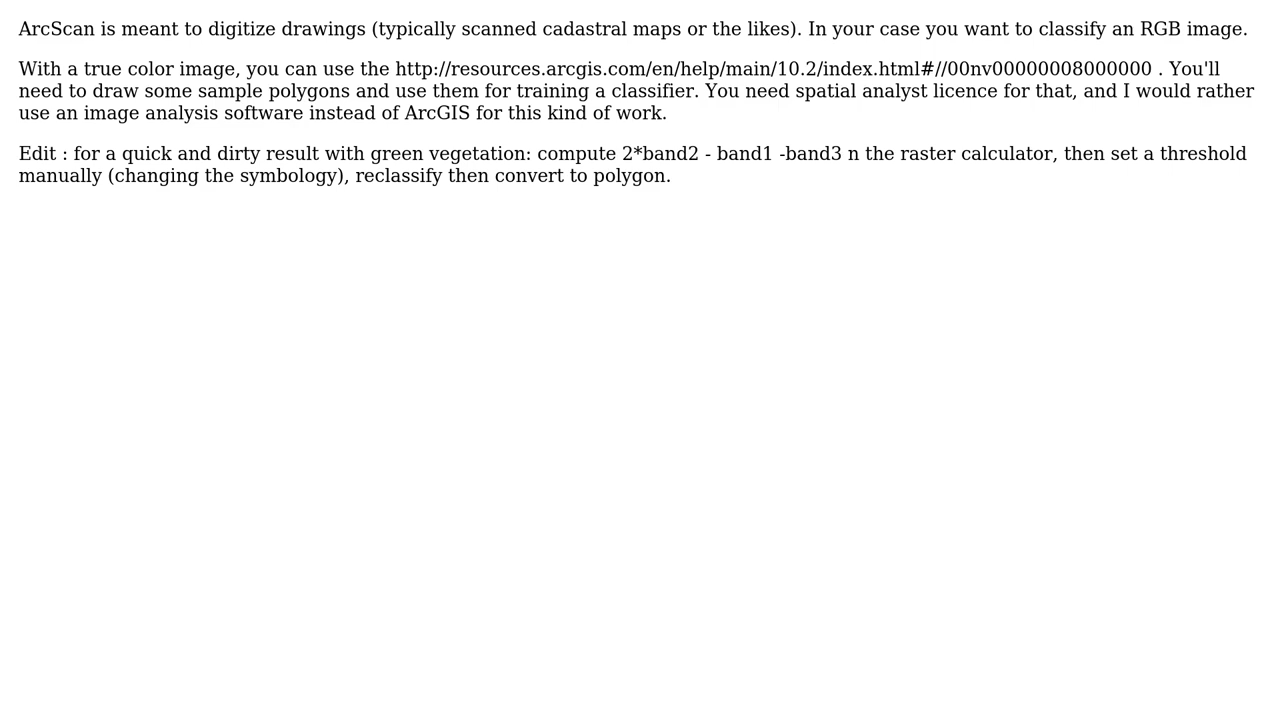 ArcScan is meant to digitize drawings (typically scanned cadastral maps or the likes). In your case you want to classify an RGB image.
With a true color image, you can use the http://resources.arcgis.com/en/help/main/10.2/index.html#//00nv00000008000000 . You'll
need to draw some sample polygons and use them for training a classifier. You need spatial analyst licence for that, and I would rather
use an image analysis software instead of ArcGIS for this kind of work.
Edit : for a quick and dirty result with green vegetation: compute 2*band2 - band1 -band3 n the raster calculator, then set a threshold
manually (changing the symbology), reclassify then convert to polygon.